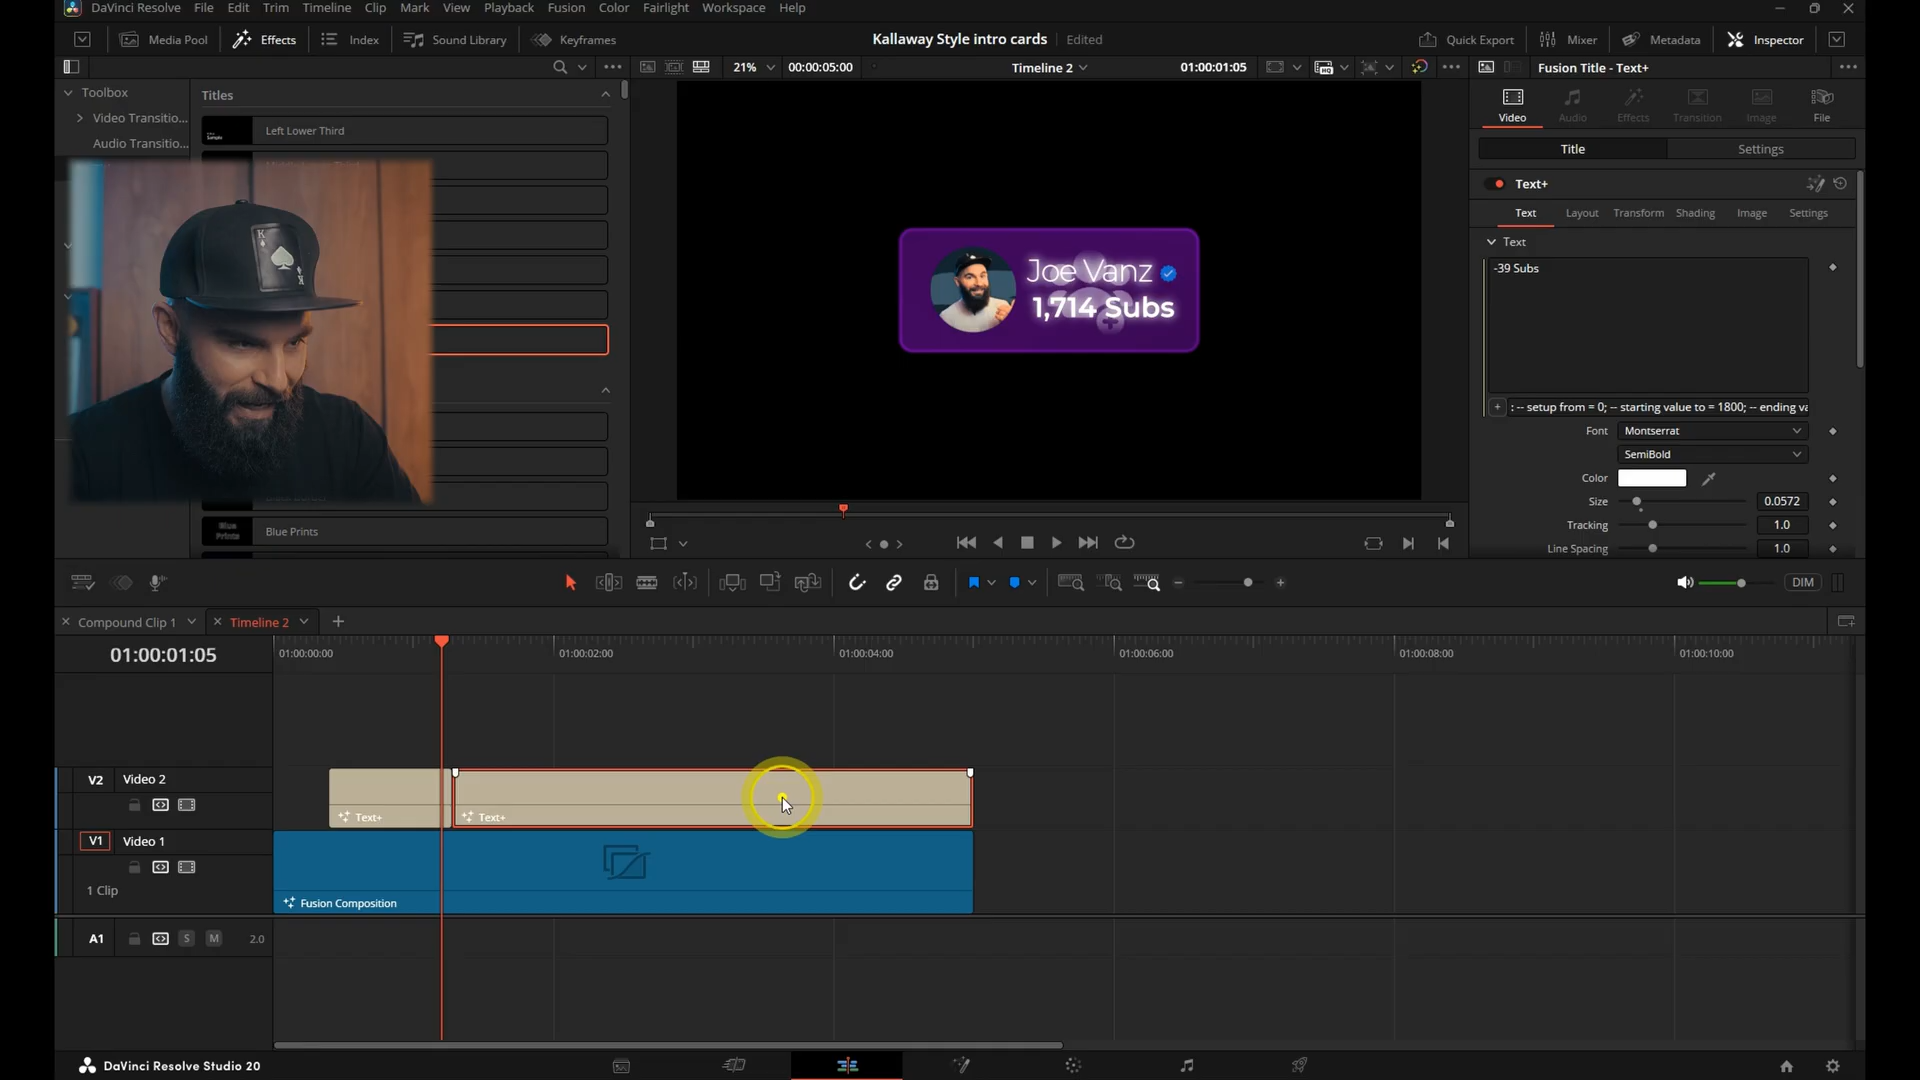 DaVinci Resolve File Edit Trim Timeline Clip Mark View Playback Fusion Color Fairlight Workspace Help
Media Pool Effects Index Sound Library Keyframes Kallaway Style intro cards Edited Quick Export Mixer Metadata Inspector
21% 00:00:05:00 Timeline 2 01:00:01:05 Fusion Title - Text+
Toolbox
Video Transitio...
Audio Transitio...
Titles
Left Lower Third
Blue Prints
Blue Prints
Joe Vanz
1,714 Subs
Video Audio Effects Transition Image File
Title Settings
Text+
Text Layout Transform Shading Image Settings
Text
-39 Subs
: -- setup from = 0; -- starting value to = 1800; -- ending va
Font Montserrat
SemiBold
Color
Size 0.0572
Tracking 1.0
Line Spacing 1.0
DIM
Compound Clip 1 Timeline 2
01:00:01:05 01:00:00:00 01:00:02:00 01:00:04:00 01:00:06:00 01:00:08:00 01:00:10:00
V2 Video 2
Text+ Text+
V1 Video 1
1 Clip
Fusion Composition
A1 S M 2.0
DaVinci Resolve Studio 20